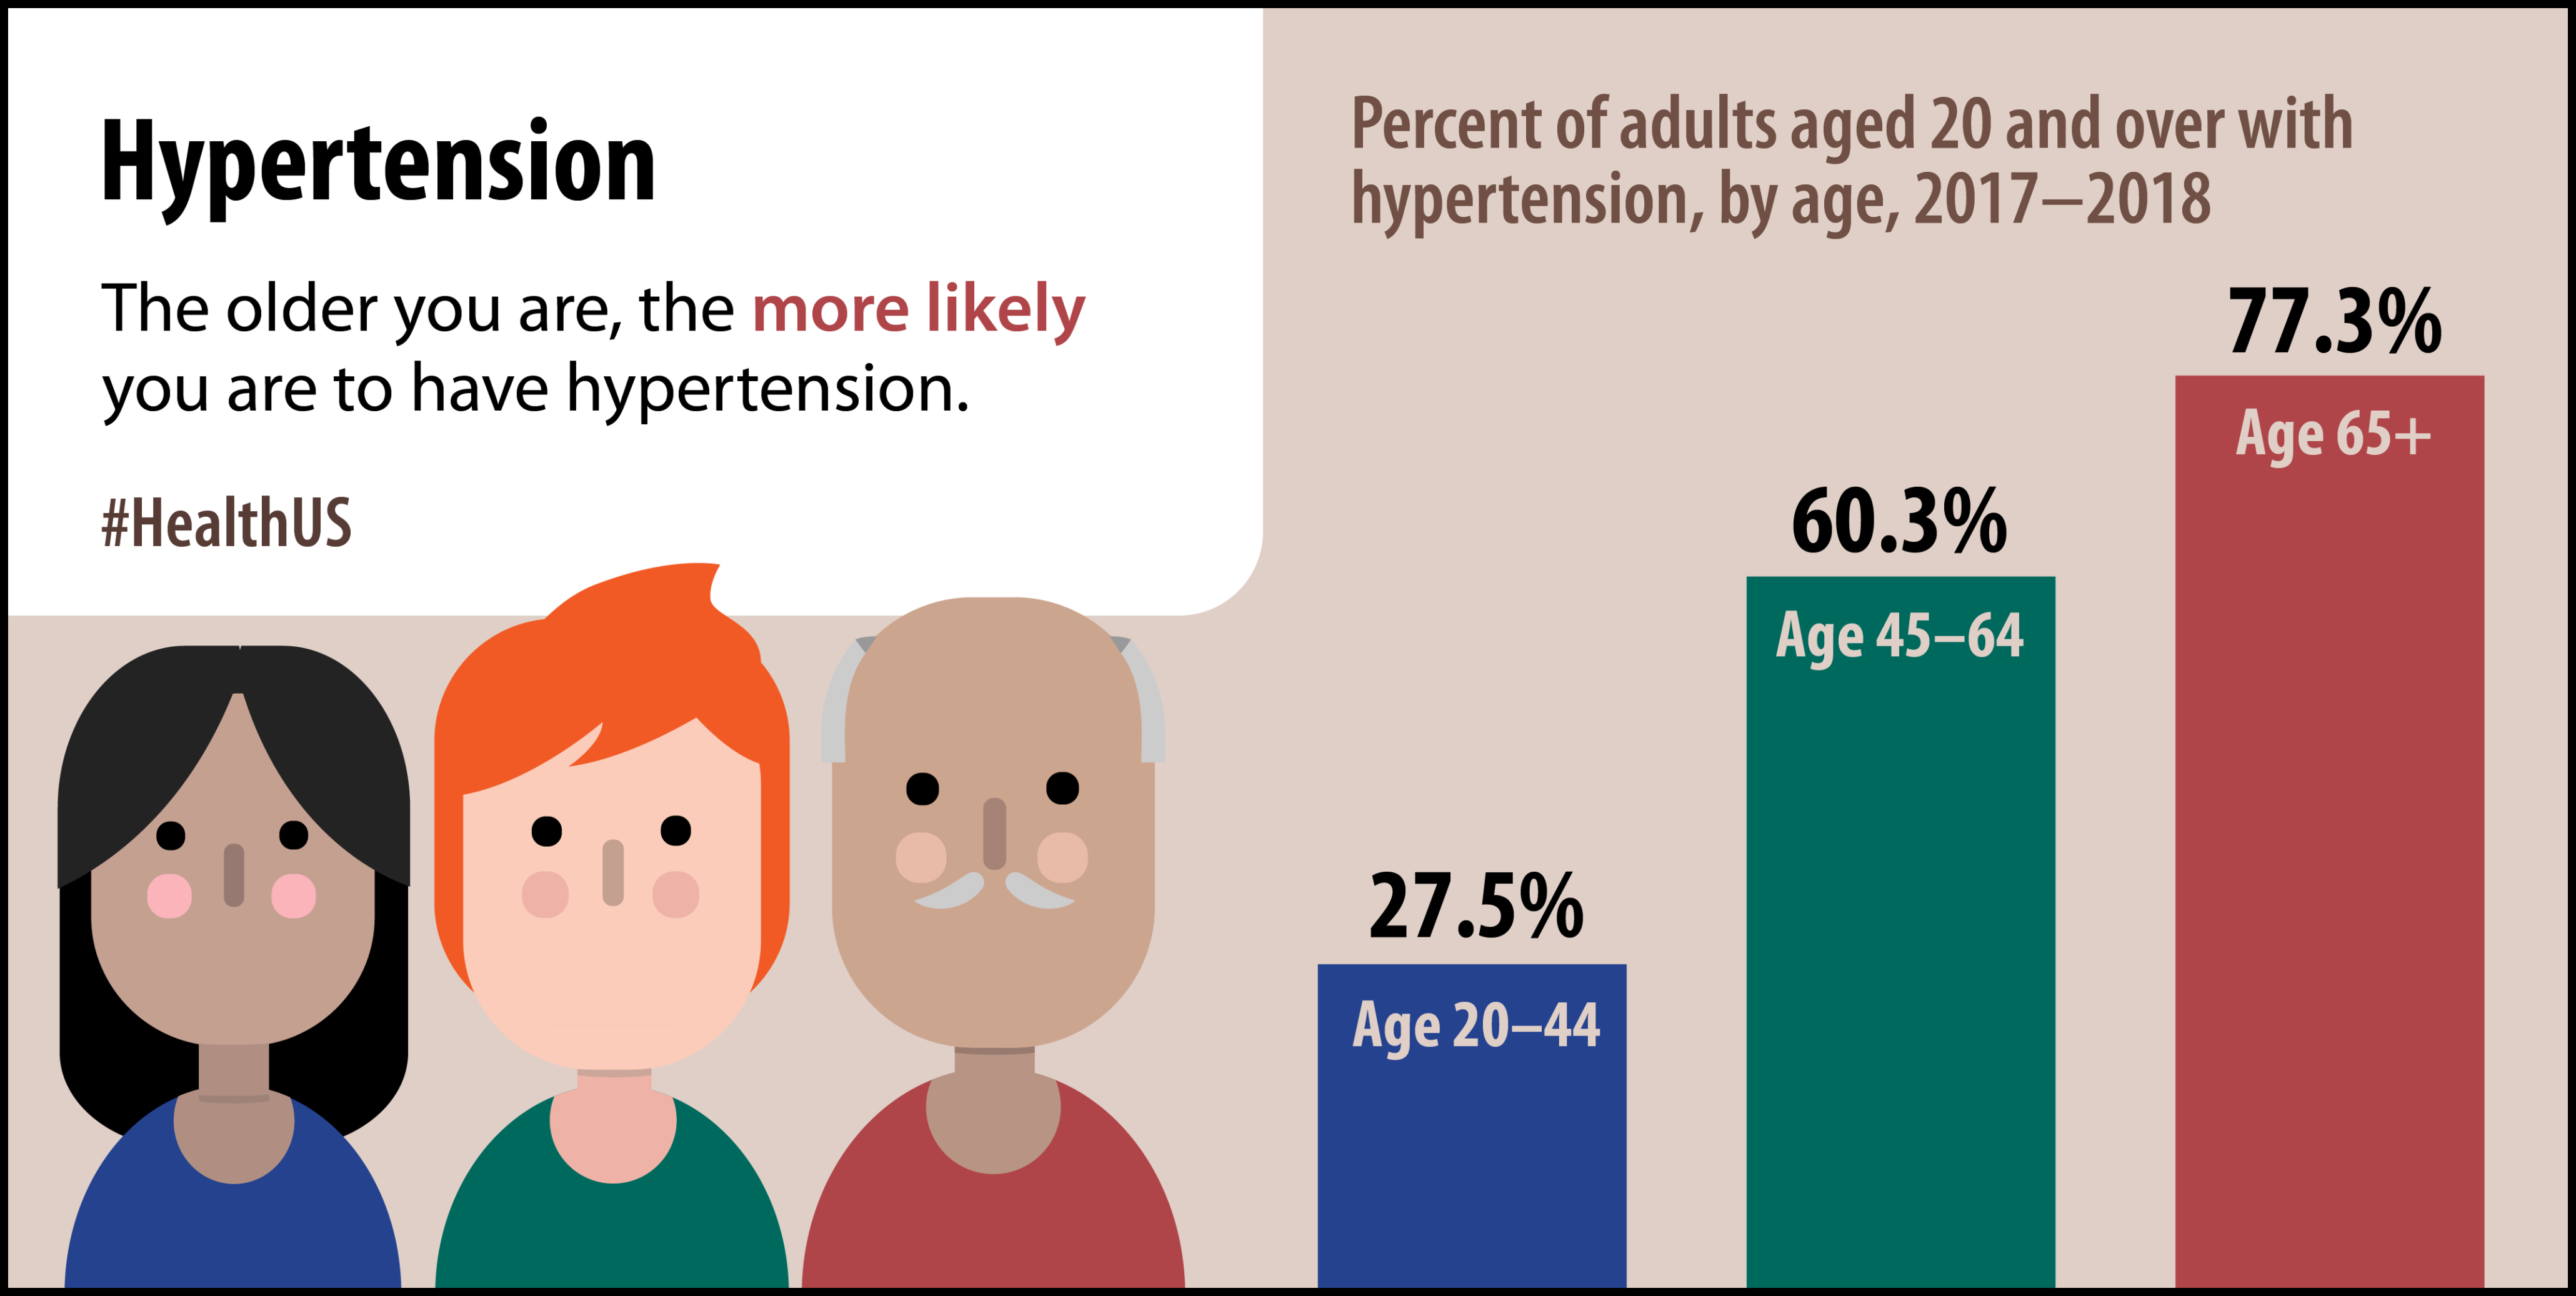 Hypertension
The older you are, the more likely
you are to have hypertension.
#HealthUS
Percent of adults aged 20 and over with
hypertension, by age, 2017–2018
27.5%
Age 20–44
60.3%
Age 45–64
77.3%
Age 65+